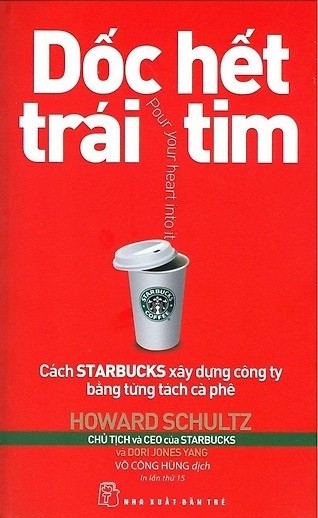 Dốc hết
trái tim
Pour your heart into it
STARBUCKS
COFFEE
Cách STARBUCKS xây dựng công ty
bằng từng tách cà phê
HOWARD SCHULTZ
CHỦ TỊCH và CEO của STARBUCKS
và DORI JONES YANG
VÕ CÔNG HÙNG dịch
In lần thứ 15
NHÀ XUẤT BẢN TRẺ